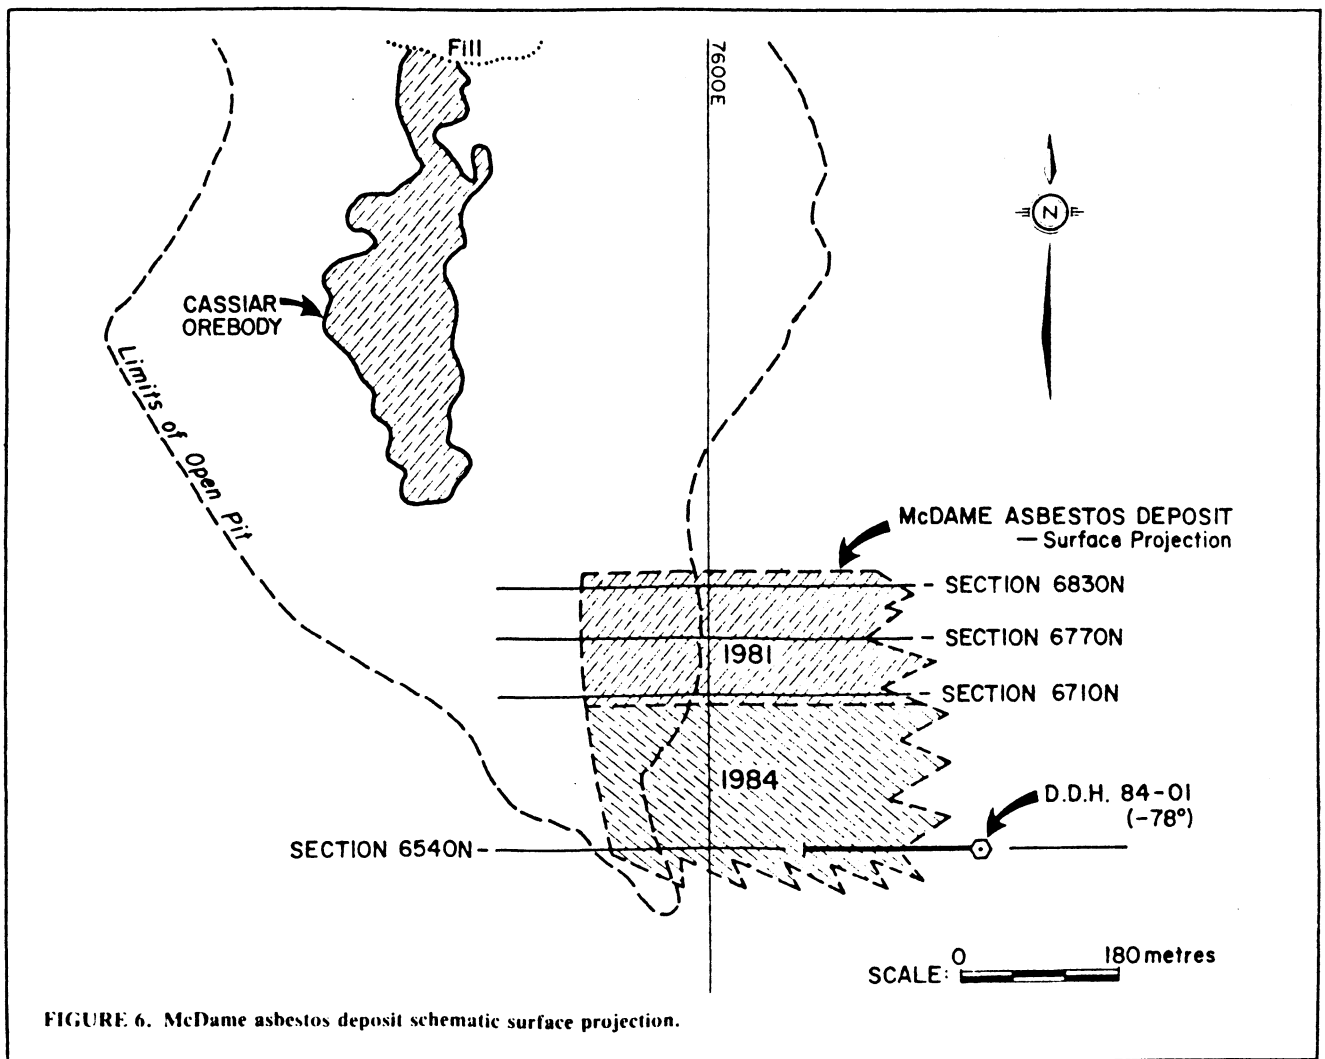 Fill
7600E
N
CASSIAR
OREBODY
Limits of Open Pit
McDAME ASBESTOS DEPOSIT
— Surface Projection
- SECTION 6830N
- SECTION 6770N
1981
- SECTION 6710N
1984
D.D.H. 84-01
(-78°)
SECTION 6540N-
0 180 metres
SCALE:
FIGURE 6. McDame asbestos deposit schematic surface projection.